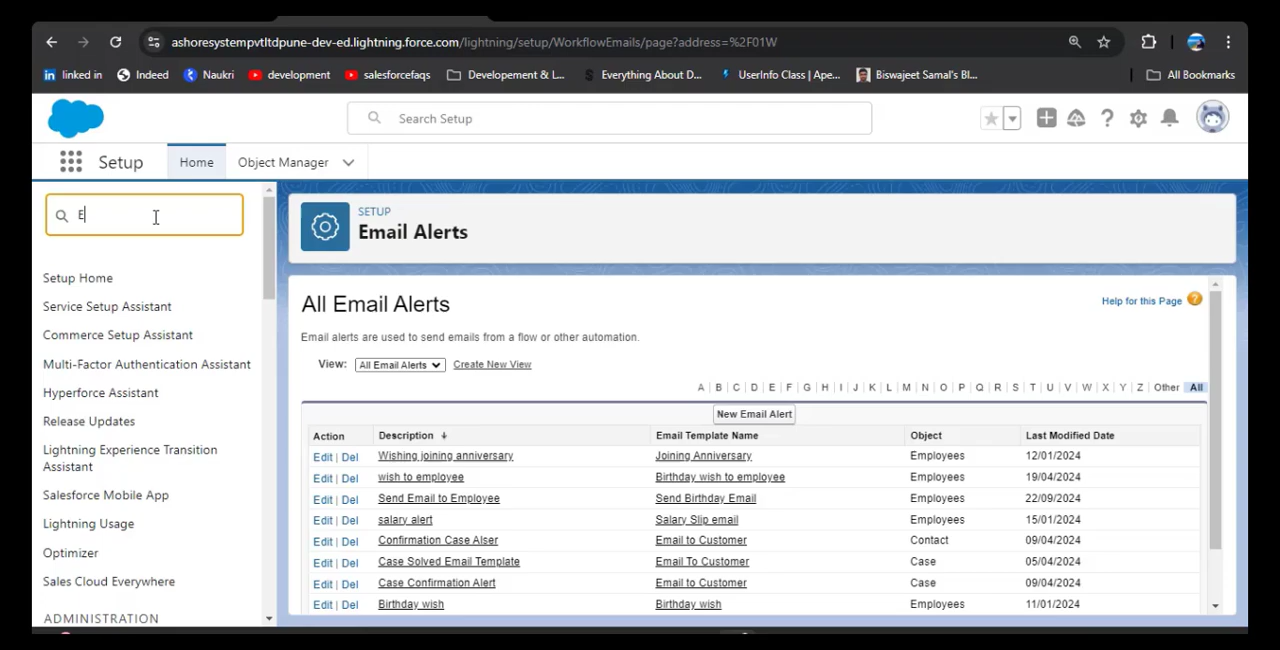 ashoresystempvtltdpune-dev-ed.lightning.force.com/lightning/setup/WorkflowEmails/page?address=%2F01W
linked in Indeed Naukri development salesforcefaqs Developement & L... Everything About D... UserInfo Class | Ape... Biswajeet Samal's Bl... All Bookmarks
Search Setup
Setup Home Object Manager
E
SETUP
Email Alerts
Setup Home
Service Setup Assistant
Commerce Setup Assistant
Multi-Factor Authentication Assistant
Hyperforce Assistant
Release Updates
Lightning Experience Transition
Assistant
Salesforce Mobile App
Lightning Usage
Optimizer
Sales Cloud Everywhere
ADMINISTRATION
All Email Alerts
Help for this Page ?
Email alerts are used to send emails from a flow or other automation.
View: All Email Alerts Create New View
A | B | C | D | E | F | G | H | I | J | K | L | M | N | O | P | Q | R | S | T | U | V | W | X | Y | Z | Other All
New Email Alert
Action Description Email Template Name Object Last Modified Date
Edit | Del Wishing joining anniversary Joining Anniversary Employees 12/01/2024
Edit | Del wish to employee Birthday wish to employee Employees 19/04/2024
Edit | Del Send Email to Employee Send Birthday Email Employees 22/09/2024
Edit | Del salary alert Salary Slip email Employees 15/01/2024
Edit | Del Confirmation Case Alser Email to Customer Contact 09/04/2024
Edit | Del Case Solved Email Template Email To Customer Case 05/04/2024
Edit | Del Case Confirmation Alert Email to Customer Case 09/04/2024
Edit | Del Birthday wish Birthday wish Employees 11/01/2024